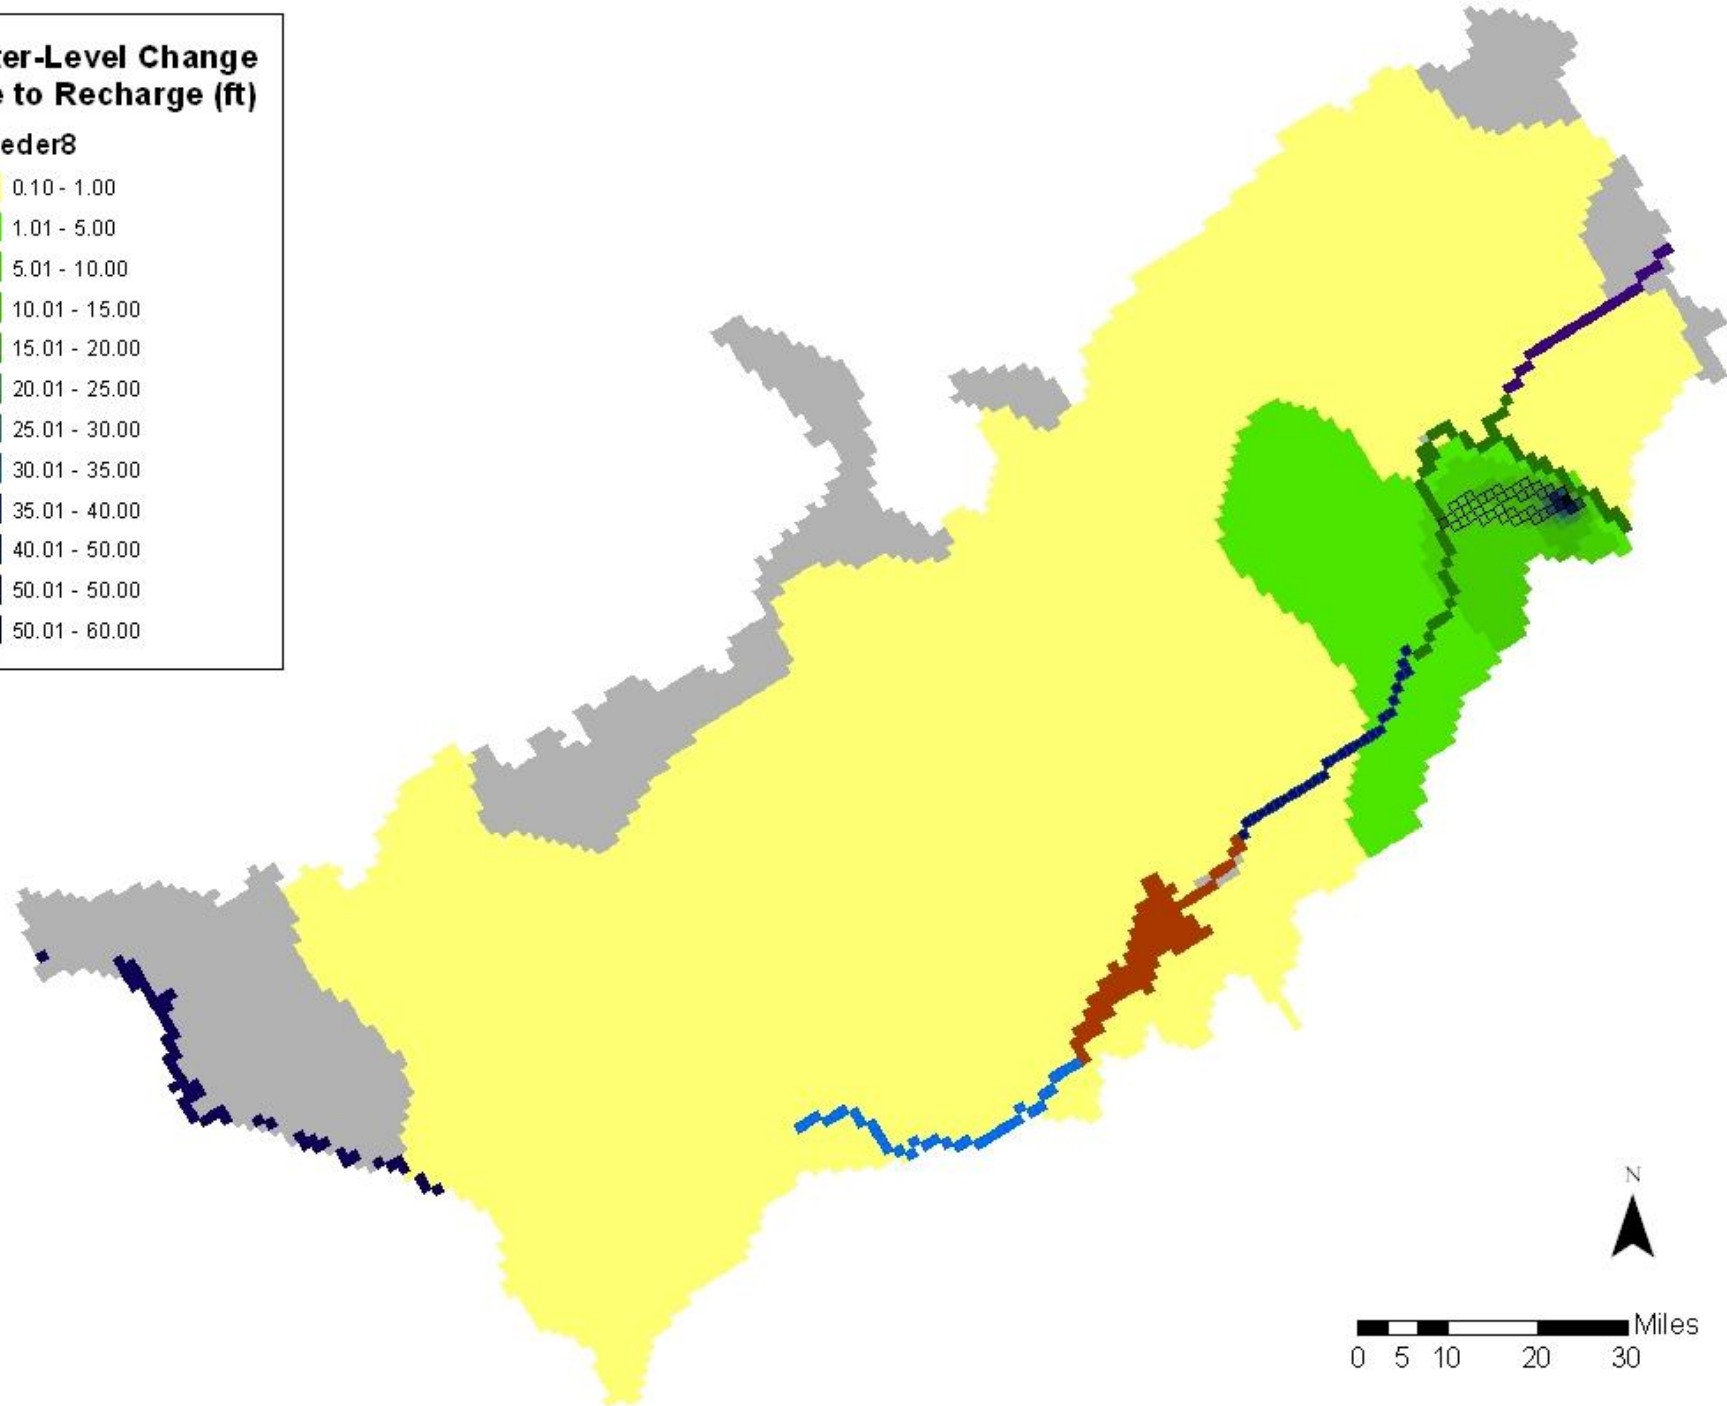 ter-Level Change
e to Recharge (ft)
eder8
0.10 - 1.00
1.01 - 5.00
5.01 - 10.00
10.01 - 15.00
15.01 - 20.00
20.01 - 25.00
25.01 - 30.00
30.01 - 35.00
35.01 - 40.00
40.01 - 50.00
50.01 - 50.00
50.01 - 60.00
N
Miles
0 5 10 20 30